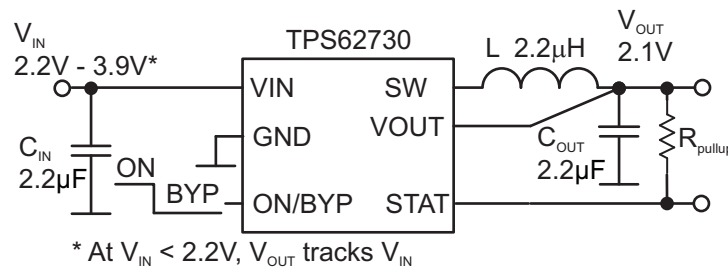 TPS62730
V_IN
2.2V - 3.9V*
VIN
GND
ON/BYP
SW
VOUT
STAT
L 2.2μH
V_OUT
2.1V
C_IN
2.2μF
ON
BYP
C_OUT
2.2μF
R_pullup
* At V_IN < 2.2V, V_OUT tracks V_IN